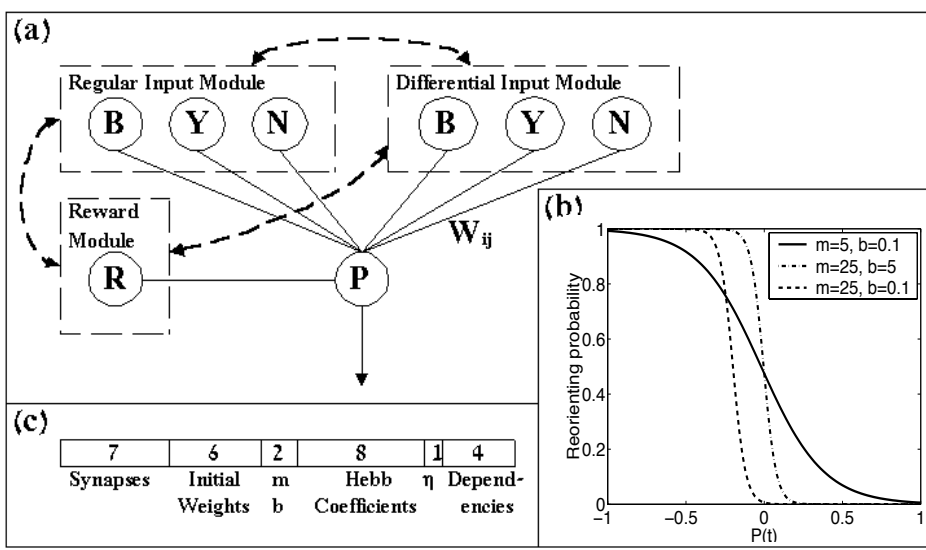 (a)
Regular Input Module
Differential Input Module
B Y N
B Y N
Reward
Module
R
P
Wij
(b)
m=5, b=0.1
m=25, b=5
m=25, b=0.1
Reorienting probability
1
0.8
0.6
0.4
0.2
0
−1 −0.5 0 0.5 1
P(t)
(c)
7 6 2 8 1 4
Synapses Initial m Hebb η Depend-
Weights b Coefficients encies